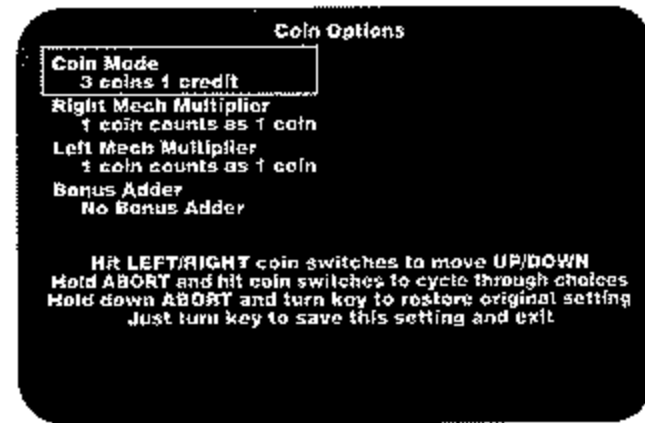 Coin Options
Coin Mode
3 coins 1 credit
Right Mech Multiplier
1 coin counts as 1 coin
Left Mech Multiplier
1 coin counts as 1 coin
Bonus Adder
No Bonus Adder
Hit LEFT/RIGHT coin switches to move UP/DOWN
Hold ABORT and hit coin switches to cycle through choices
Hold down ABORT and turn key to restore original setting
Just turn key to save this setting and exit